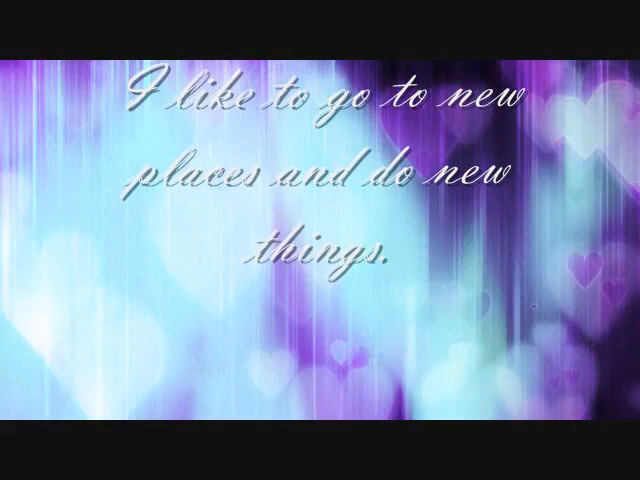 I like to go to new
places and do new
things.